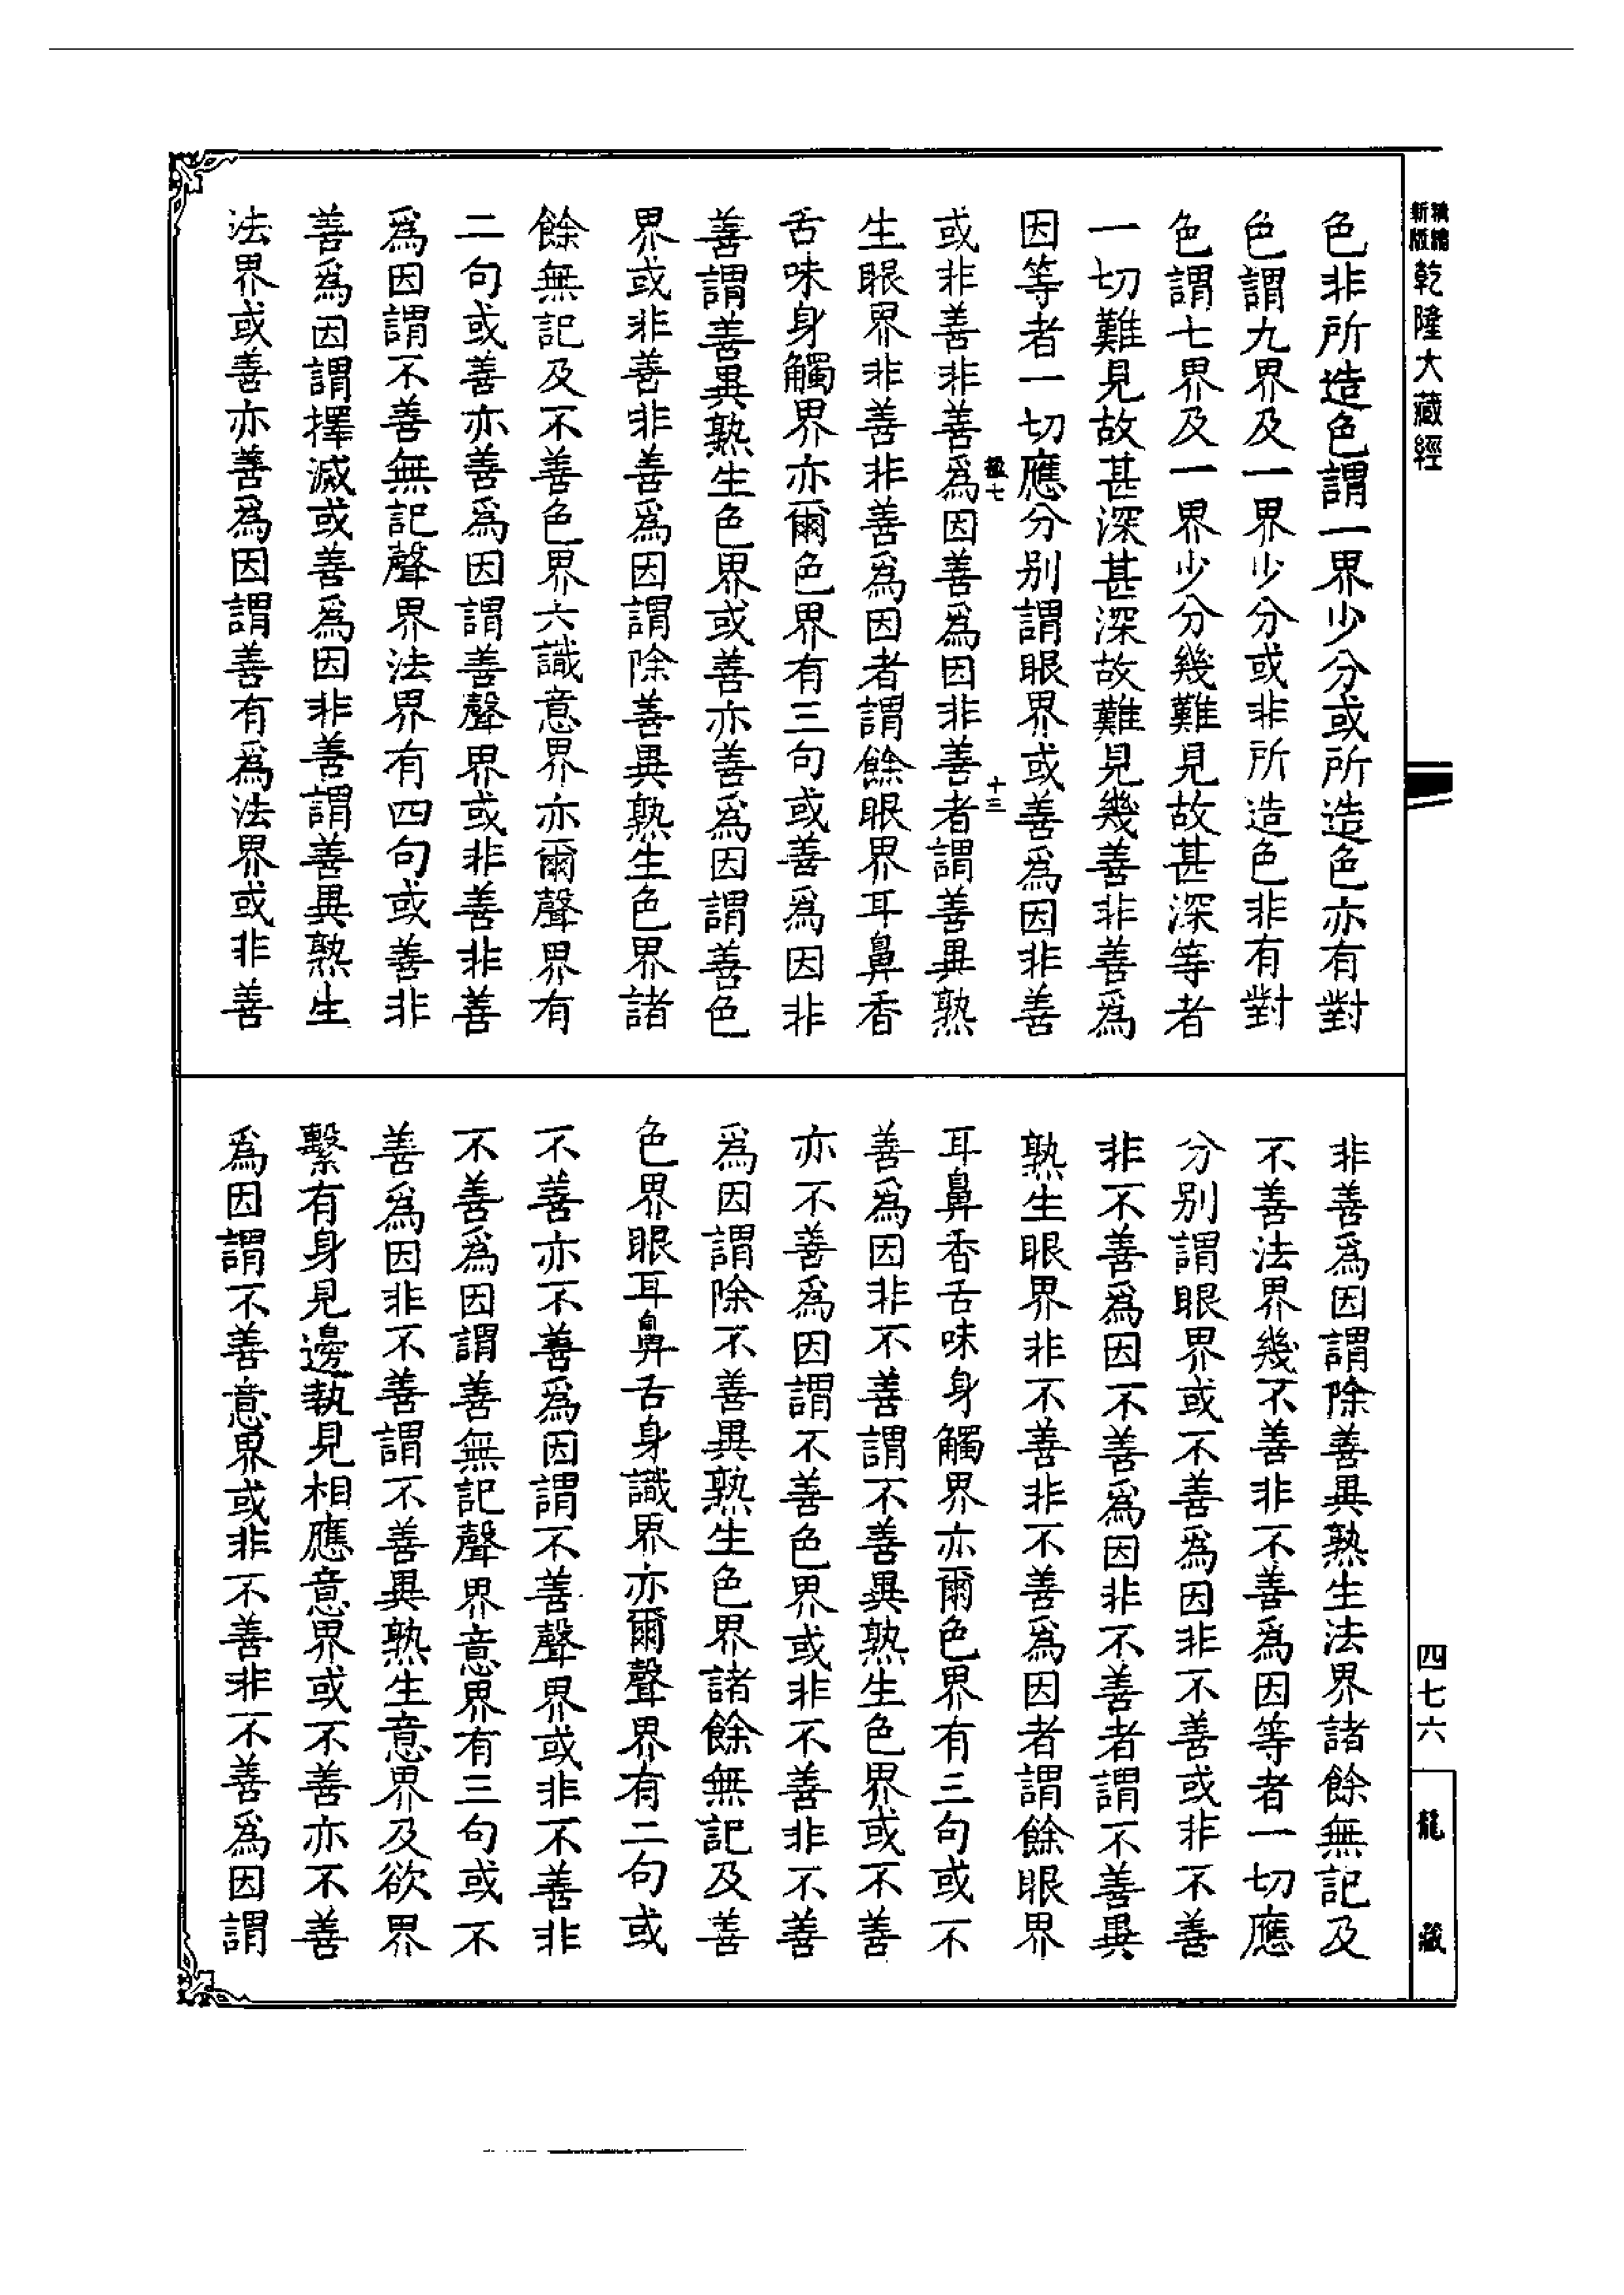 新版精縮
乾隆大藏經
色非所造色謂一界少分或所造色亦有對
色謂九界及一界少分或非所造色非有對
色謂七界及一界少分幾難見故甚深等者
一切難見故甚深甚深故難見幾善非善爲
因等者一切應分別謂眼界或善爲因非善
七
十三
或非善非善爲因善爲因非善者謂善異熟
生眼界非善非善爲因者謂餘眼界耳鼻香
舌味身觸界亦爾色界有三句或善爲因非
善謂善異熟生色界或善亦善爲因謂善色
界或非善非善爲因謂除善異熟生色界諸
餘無記及不善色界六識意界亦爾聲界有
二句或善亦善爲因謂善聲界或非善非善
爲因謂不善無記聲界法界有四句或善非
善爲因謂擇滅或善爲因非善謂善異熟生
法界或善亦善爲因謂善有爲法界或非善
非善爲因謂除善異熟生法界諸餘無記及
不善法界幾不善非不善爲因等者一切應
分別謂眼界或不善爲因非不善或非不善
非不善爲因不善爲因非不善者謂不善異
熟生眼界非不善非不善爲因者謂餘眼界
耳鼻香舌味身觸界亦爾色界有三句或不
善爲因非不善謂不善異熟生色界或不善
亦不善爲因謂不善色界或非不善非不善
爲因謂除不善異熟生色界諸餘無記及善
色界眼耳鼻舌身識界亦爾聲界有二句或
不善亦不善爲因謂不善聲界或非不善非
不善爲因謂善無記聲界意界有三句或不
善爲因非不善謂不善異熟生意界及欲界
繫有身見邊執見相應意界或不善亦不善
爲因謂不善意界或非不善非不善爲因謂
四七六
龍藏